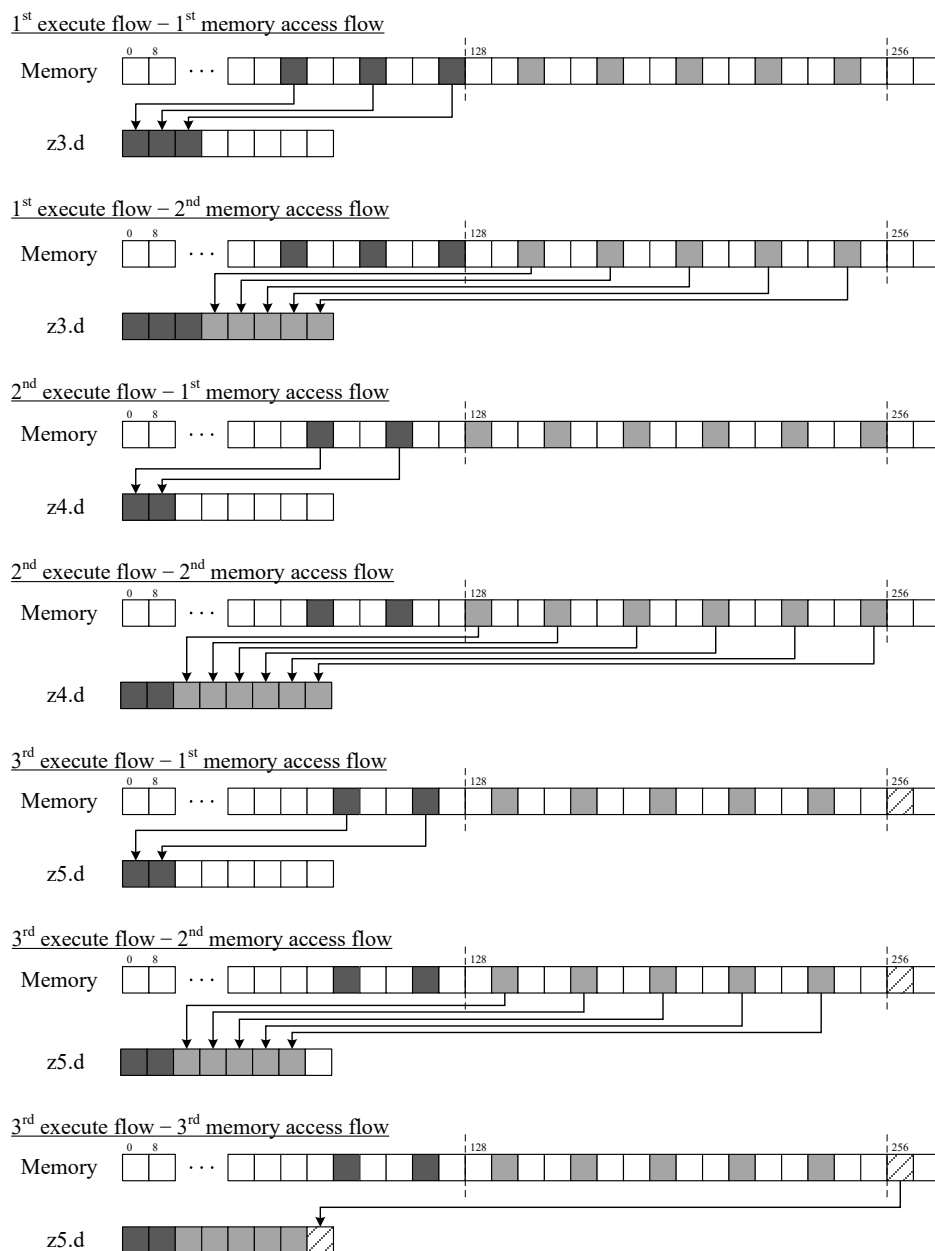 1st execute flow – 1st memory access flow
0 8 128 256
Memory · · ·
z3.d
1st execute flow – 2nd memory access flow
0 8 128 256
Memory · · ·
z3.d
2nd execute flow – 1st memory access flow
0 8 128 256
Memory · · ·
z4.d
2nd execute flow – 2nd memory access flow
0 8 128 256
Memory · · ·
z4.d
3rd execute flow – 1st memory access flow
0 8 128 256
Memory · · ·
z5.d
3rd execute flow – 2nd memory access flow
0 8 128 256
Memory · · ·
z5.d
3rd execute flow – 3rd memory access flow
0 8 128 256
Memory · · ·
z5.d